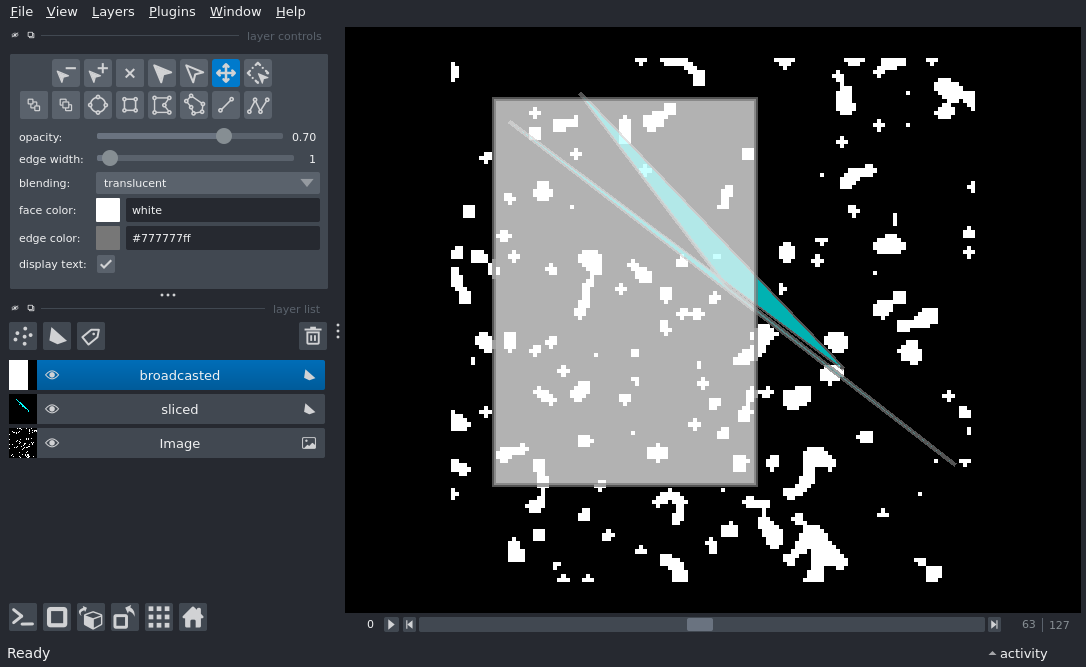 File View Layers Plugins Window Help
layer controls
opacity: 0.70
edge width: 1
blending: translucent
face color: white
edge color: #777777ff
display text:
layer list
broadcasted
sliced
Image
0 63 127
Ready activity